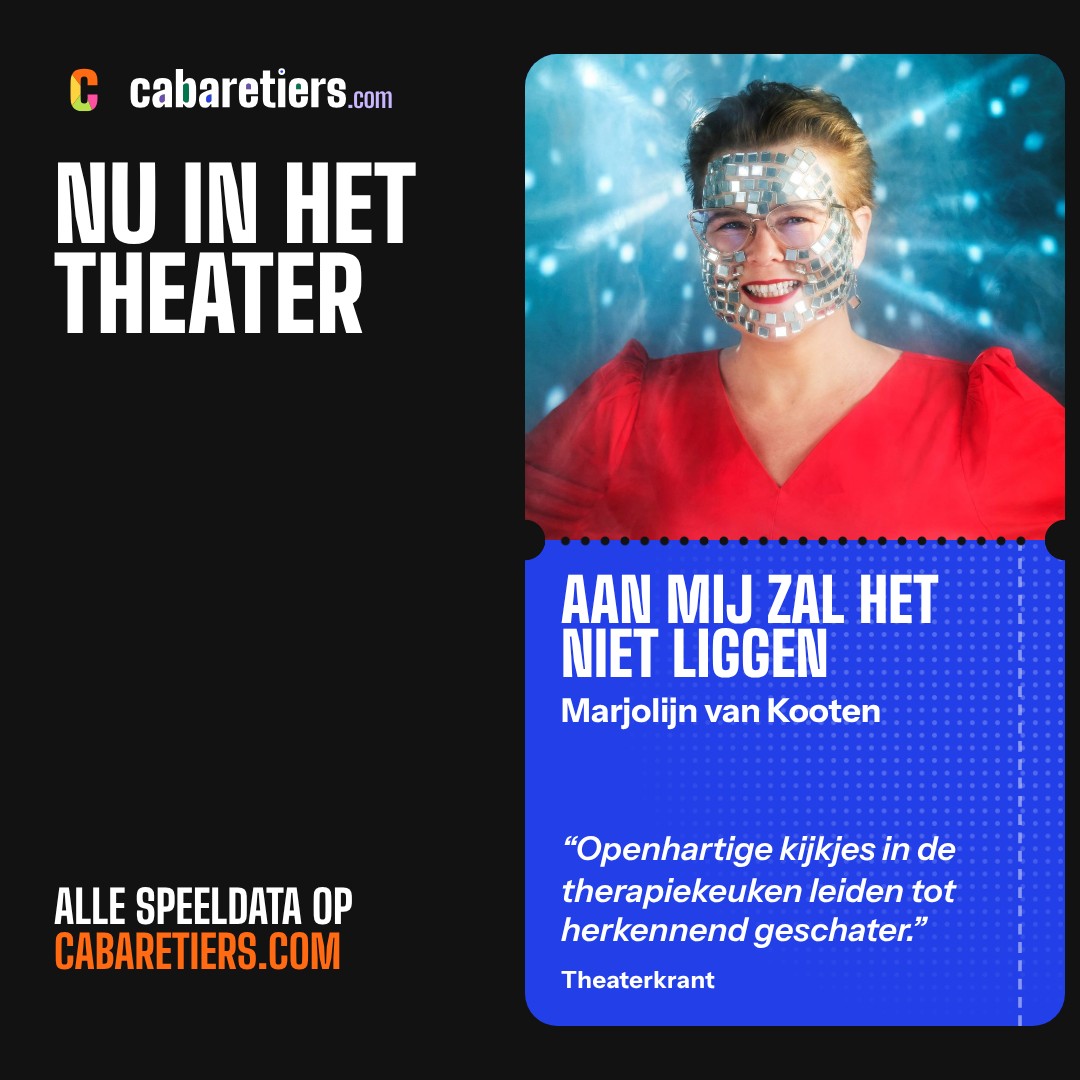 cabaretiers.com
NU IN HET
THEATER
AAN MIJ ZAL HET
NIET LIGGEN
Marjolijn van Kooten
“Openhartige kijkjes in de
therapiekeuken leiden tot
herkennend geschater.”
Theaterkrant
ALLE SPEELDATA OP
CABARETIERS.COM